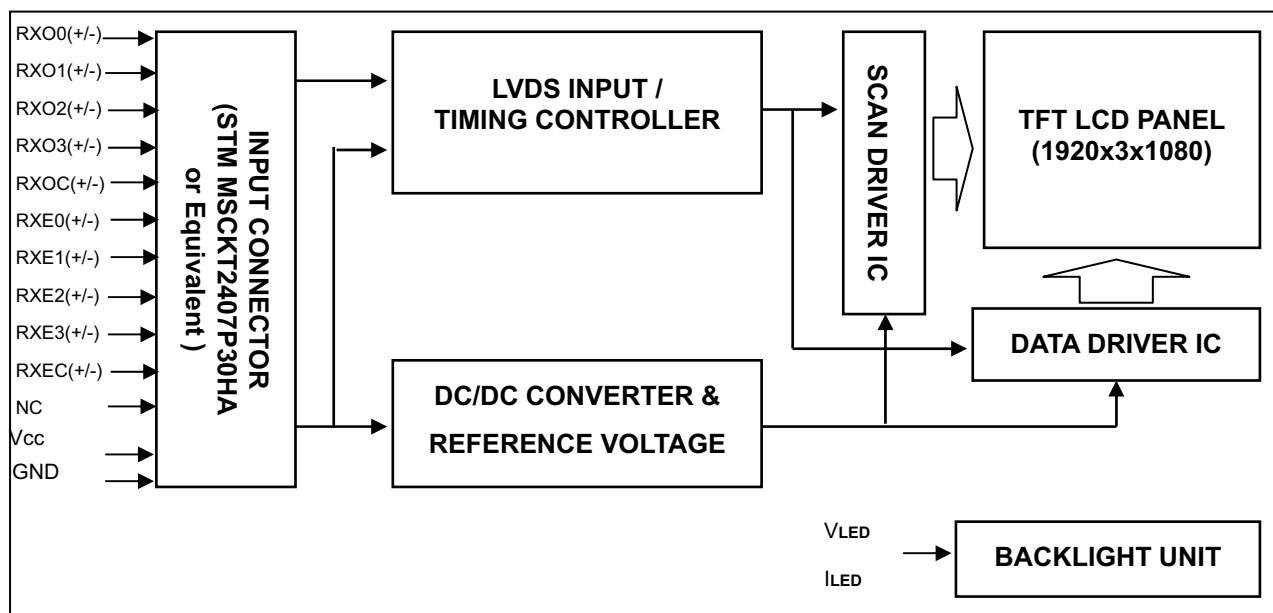 RXO0(+/-)
RXO1(+/-)
RXO2(+/-)
RXO3(+/-)
RXOC(+/-)
RXE0(+/-)
RXE1(+/-)
RXE2(+/-)
RXE3(+/-)
RXEC(+/-)
NC
Vcc
GND
INPUT CONNECTOR
(STM MSCKT2407P30HA
or Equivalent )
LVDS INPUT /
TIMING CONTROLLER
DC/DC CONVERTER &
REFERENCE VOLTAGE
SCAN DRIVER IC
TFT LCD PANEL
(1920x3x1080)
DATA DRIVER IC
VLED
ILED
BACKLIGHT UNIT